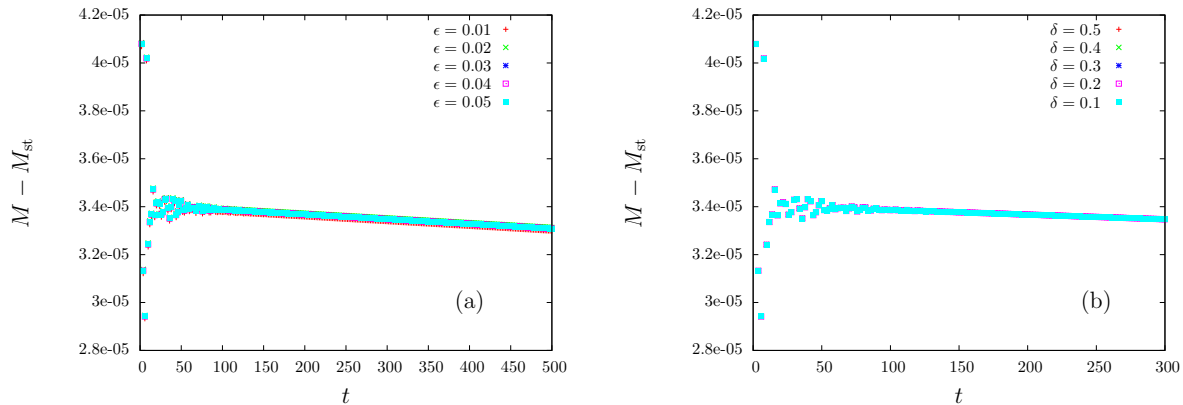 4.2e-05
4e-05
3.8e-05
3.6e-05
3.4e-05
3.2e-05
3e-05
2.8e-05
M − M_st
0 50 100 150 200 250 300 350 400 450 500
t
ϵ = 0.01
ϵ = 0.02
ϵ = 0.03
ϵ = 0.04
ϵ = 0.05
(a)
4.2e-05
4e-05
3.8e-05
3.6e-05
3.4e-05
3.2e-05
3e-05
2.8e-05
M − M_st
0 50 100 150 200 250 300
t
δ = 0.5
δ = 0.4
δ = 0.3
δ = 0.2
δ = 0.1
(b)